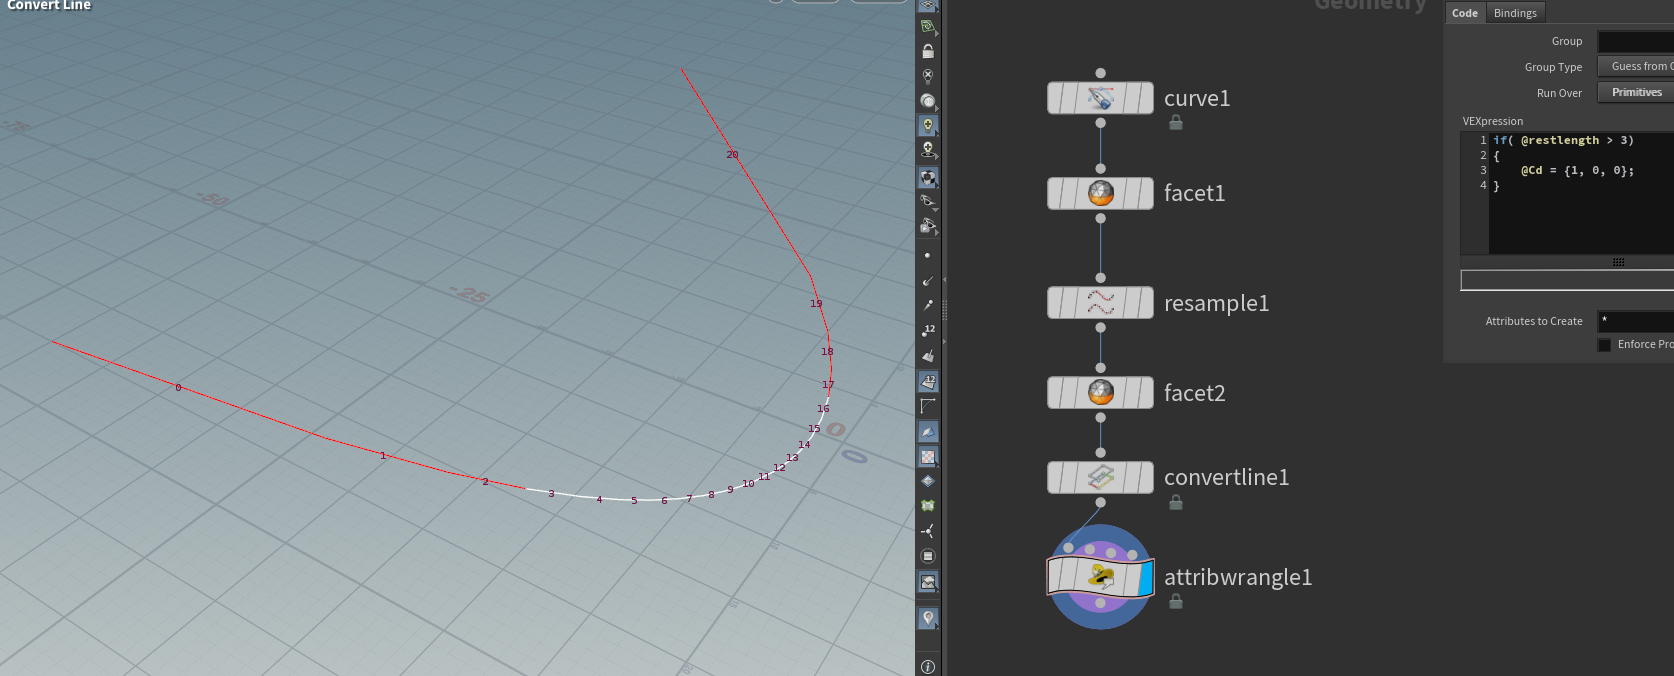 Convert Line
-75
-50
-25
0
0
20
19
18
17
16
15
14
13
12
11
10
9
8
7
6
5
4
3
2
1
0
12
12
Geometry
curve1
facet1
resample1
facet2
convertline1
attribwrangle1
Code Bindings
Group
Group Type Guess from
Run Over Primitives
VEXpression
1 if( @restlength > 3)
2 {
3 @Cd = {1, 0, 0};
4 }
Attributes to Create *
Enforce